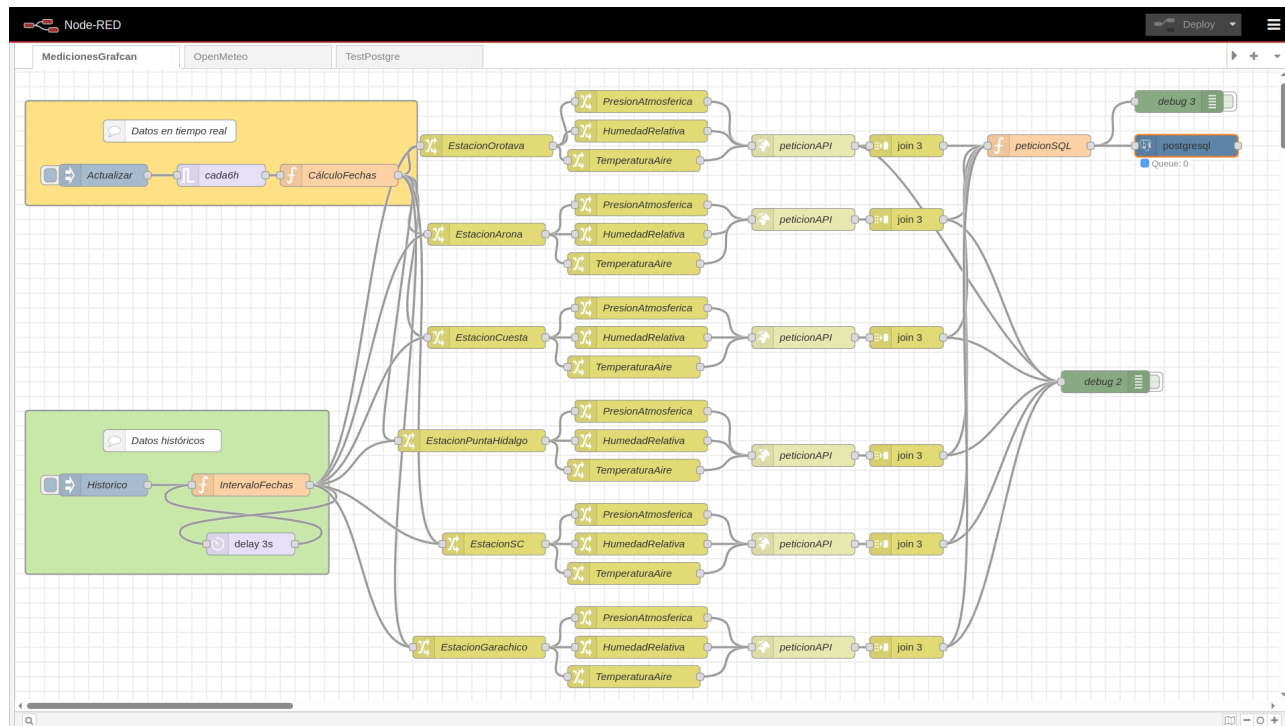 Node-RED
Deploy
MedicionesGrafcan
OpenMeteo
TestPostgre
Datos en tiempo real
Actualizar
cada6h
CálculoFechas
Datos históricos
Historico
IntervaloFechas
delay 3s
EstacionOrotava
PresionAtmosferica
HumedadRelativa
TemperaturaAire
peticionAPI
join 3
EstacionArona
PresionAtmosferica
HumedadRelativa
TemperaturaAire
peticionAPI
join 3
EstacionCuesta
PresionAtmosferica
HumedadRelativa
TemperaturaAire
peticionAPI
join 3
EstacionPuntaHidalgo
PresionAtmosferica
HumedadRelativa
TemperaturaAire
peticionAPI
join 3
EstacionSC
PresionAtmosferica
HumedadRelativa
TemperaturaAire
peticionAPI
join 3
EstacionGarachico
PresionAtmosferica
HumedadRelativa
TemperaturaAire
peticionAPI
join 3
peticionSQL
debug 3
postgresql
Queue: 0
debug 2